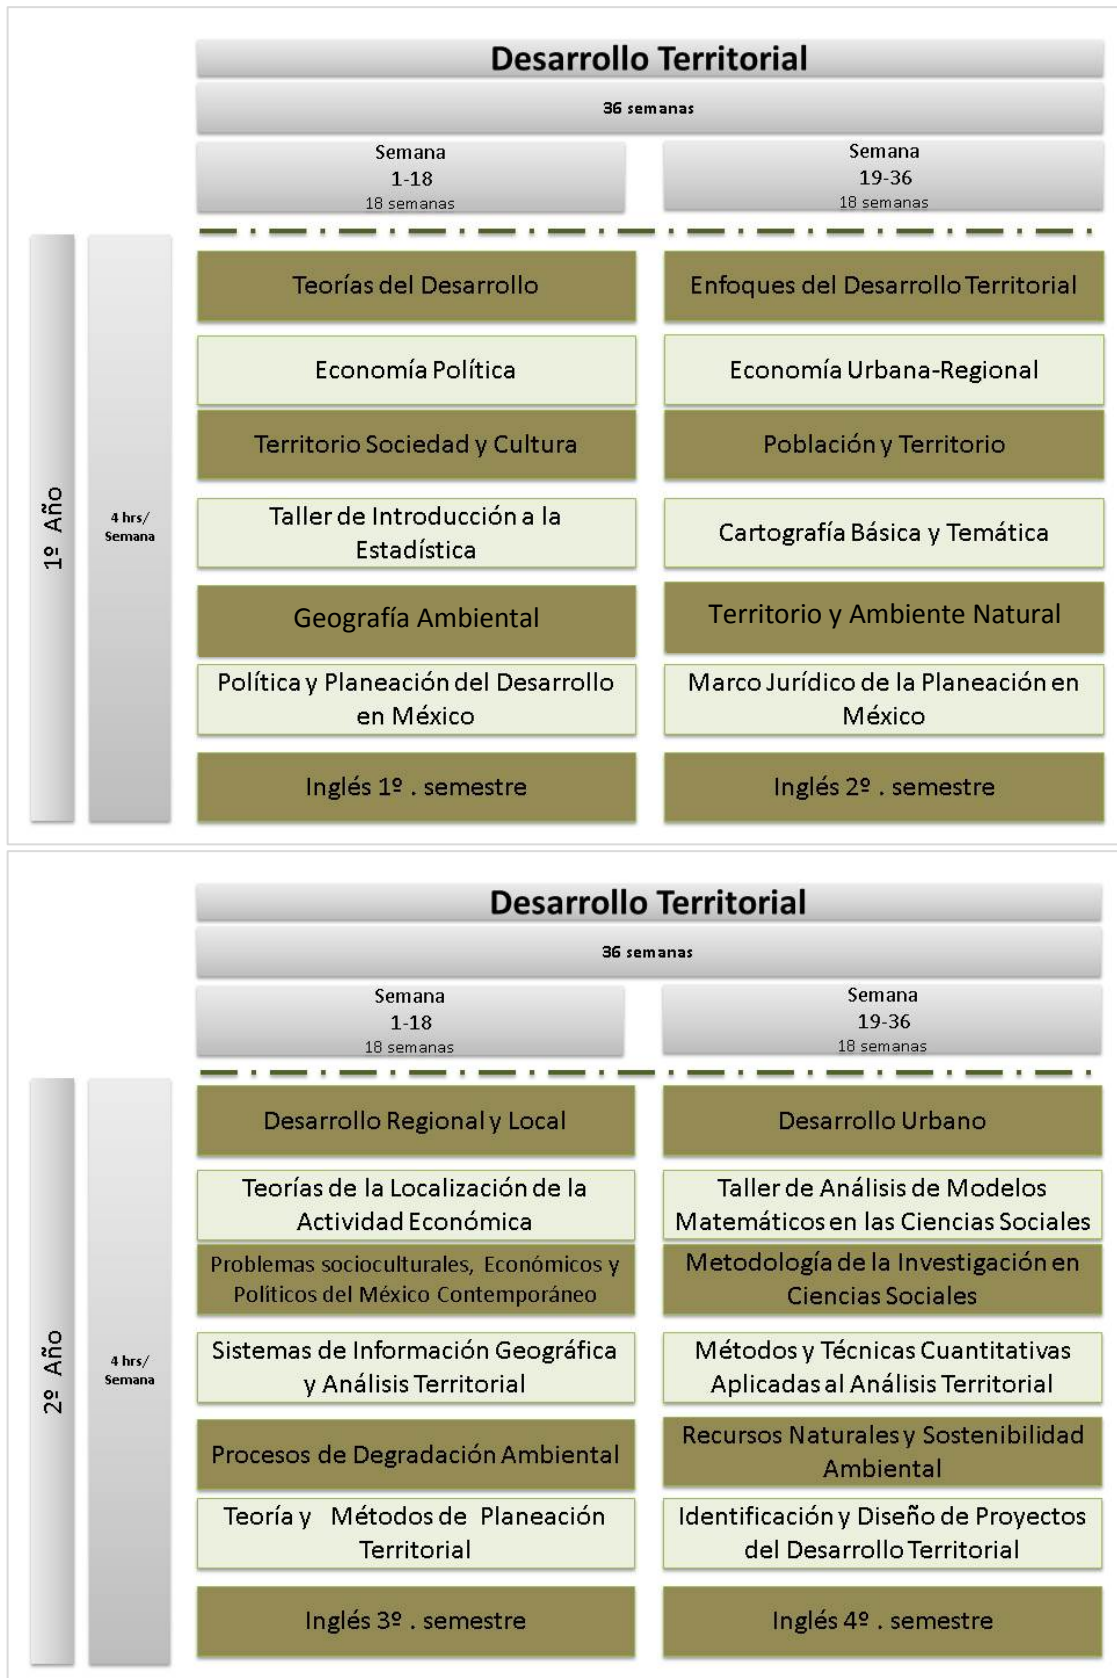 Desarrollo Territorial
36 semanas
Semana
1-18
18 semanas
Semana
19-36
18 semanas
1º Año
4 hrs/
Semana
Teorías del Desarrollo
Enfoques del Desarrollo Territorial
Economía Política
Economía Urbana-Regional
Territorio Sociedad y Cultura
Población y Territorio
Taller de Introducción a la
Estadística
Cartografía Básica y Temática
Geografía Ambiental
Territorio y Ambiente Natural
Política y Planeación del Desarrollo
en México
Marco Jurídico de la Planeación en
México
Inglés 1º . semestre
Inglés 2º . semestre
Desarrollo Territorial
36 semanas
Semana
1-18
18 semanas
Semana
19-36
18 semanas
2º Año
4 hrs/
Semana
Desarrollo Regional y Local
Desarrollo Urbano
Teorías de la Localización de la
Actividad Económica
Taller de Análisis de Modelos
Matemáticos en las Ciencias Sociales
Problemas socioculturales, Económicos y
Políticos del México Contemporáneo
Metodología de la Investigación en
Ciencias Sociales
Sistemas de Información Geográfica
y Análisis Territorial
Métodos y Técnicas Cuantitativas
Aplicadas al Análisis Territorial
Procesos de Degradación Ambiental
Recursos Naturales y Sostenibilidad
Ambiental
Teoría y Métodos de Planeación
Territorial
Identificación y Diseño de Proyectos
del Desarrollo Territorial
Inglés 3º . semestre
Inglés 4º . semestre